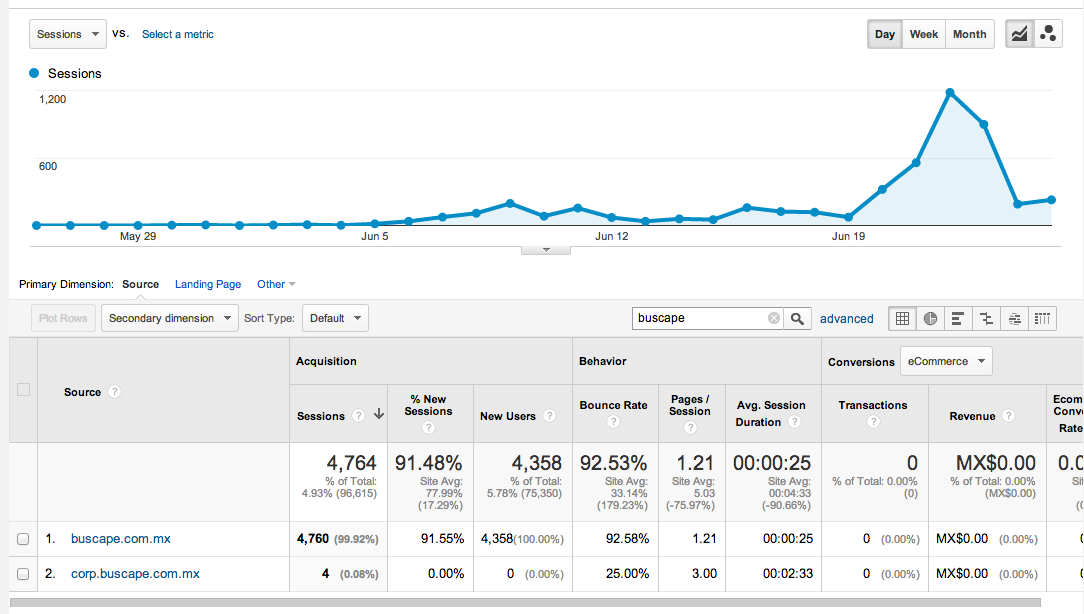 Sessions VS. Select a metric Day Week Month
Sessions
1,200
600
May 29 Jun 5 Jun 12 Jun 19
Primary Dimension: Source Landing Page Other
Plot Rows Secondary dimension Sort Type: Default buscape advanced
Source ?
Acquisition Behavior Conversions eCommerce
Sessions ? % New Sessions ? New Users ? Bounce Rate ? Pages / Session ? Avg. Session Duration ? Transactions ? Revenue ? Ecom Conv Rate
4,764 91.48% 4,358 92.53% 1.21 00:00:25 0 MX$0.00 0.0
% of Total: Site Avg: % of Total: Site Avg: Site Avg: Site Avg: % of Total: 0.00% % of Total: 0.00%
4.93% (96,615) 77.99% 5.78% (75,350) 33.14% 5.03 00:04:33 (0) (MX$0.00)
(17.29%) (179.23%) (-75.97%) (-90.66%)
1. buscape.com.mx 4,760 (99.92%) 91.55% 4,358(100.00%) 92.58% 1.21 00:00:25 0 (0.00%) MX$0.00 (0.00%)
2. corp.buscape.com.mx 4 (0.08%) 0.00% 0 (0.00%) 25.00% 3.00 00:02:33 0 (0.00%) MX$0.00 (0.00%)